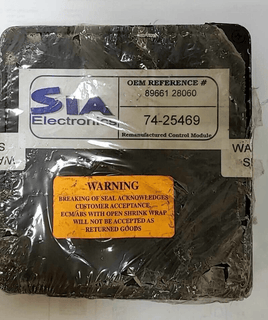 OEM REFERENCE #
89661 28060
SIA
Electronics
74-25469
Remanufactured Control Module
WARNING
BREAKING OF SEAL ACKNOWLEDGES
CUSTOMER ACCEPTANCE....
ECM/ARS WITH OPEN SHRINK WRAP
WILL NOT BE ACCEPTED AS
RETURNED GOODS